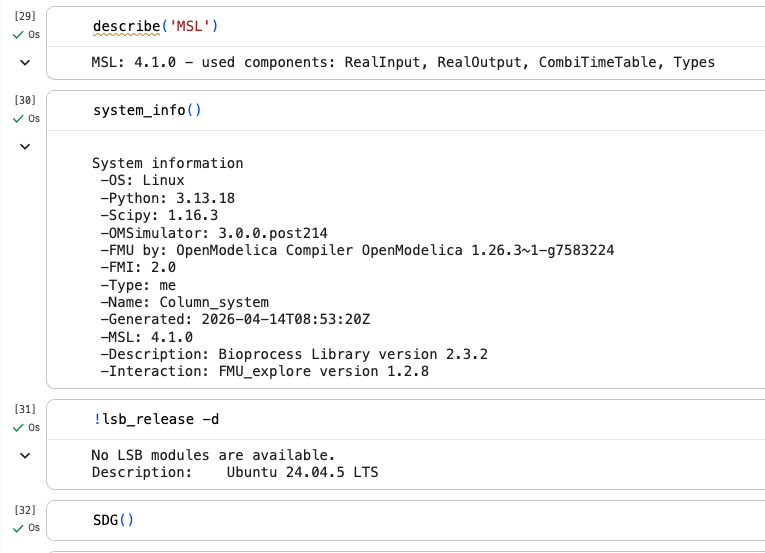 [29]
0s
describe('MSL')
MSL: 4.1.0 - used components: RealInput, RealOutput, CombiTimeTable, Types
[30]
0s
system_info()
System information
-OS: Linux
-Python: 3.13.18
-Scipy: 1.16.3
-OMSimulator: 3.0.0.post214
-FMU by: OpenModelica Compiler OpenModelica 1.26.3~1-g7583224
-FMI: 2.0
-Type: me
-Name: Column_system
-Generated: 2026-04-14T08:53:20Z
-MSL: 4.1.0
-Description: Bioprocess Library version 2.3.2
-Interaction: FMU_explore version 1.2.8
[31]
0s
!lsb_release -d
No LSB modules are available.
Description:    Ubuntu 24.04.5 LTS
[32]
0s
SDG()